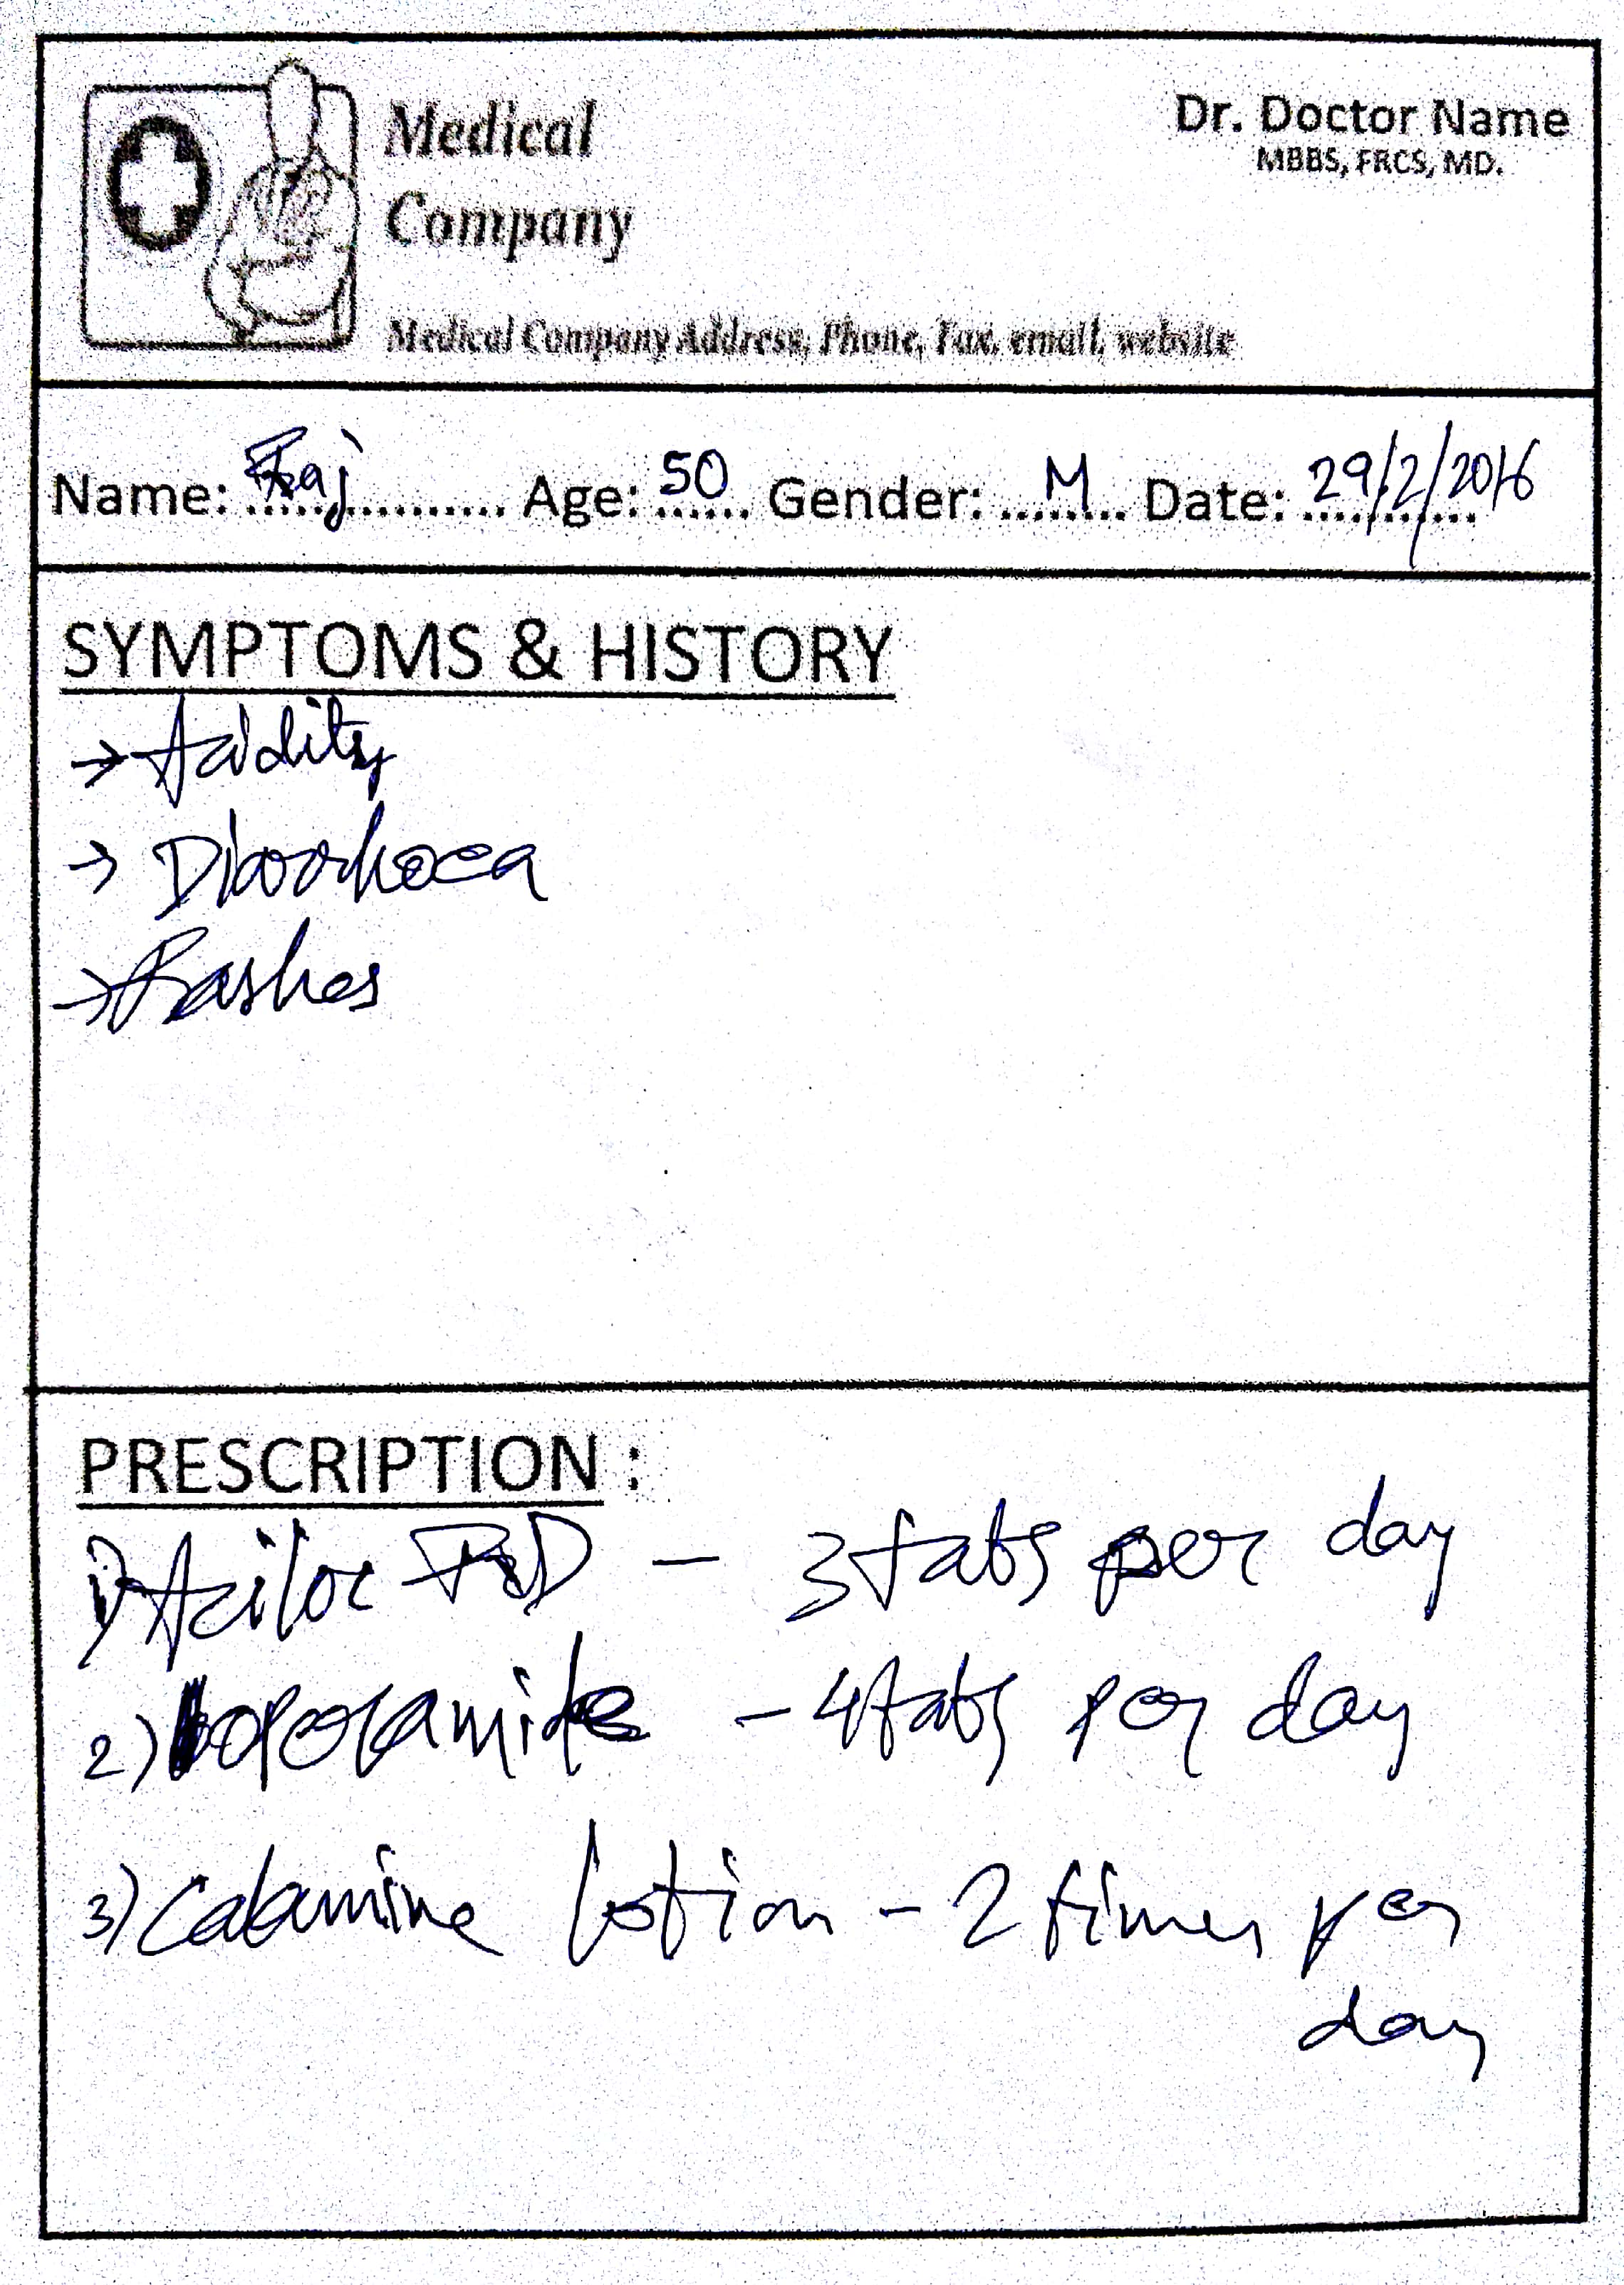 Medical
Company
Dr. Doctor Name
MBBS, FRCS, MD.
Medical Company Address, Phone, Fax, email, website
Name: Raj Age: 50 Gender: M Date: 29/2/2016
SYMPTOMS & HISTORY
→ Acidity
→ Diarrhoea
→ Rashes
PRESCRIPTION :
1) Aciloc RD — 3 tabs per day
2) loperamide - 4 tabs per day
3) Calamine lotion - 2 times per
day